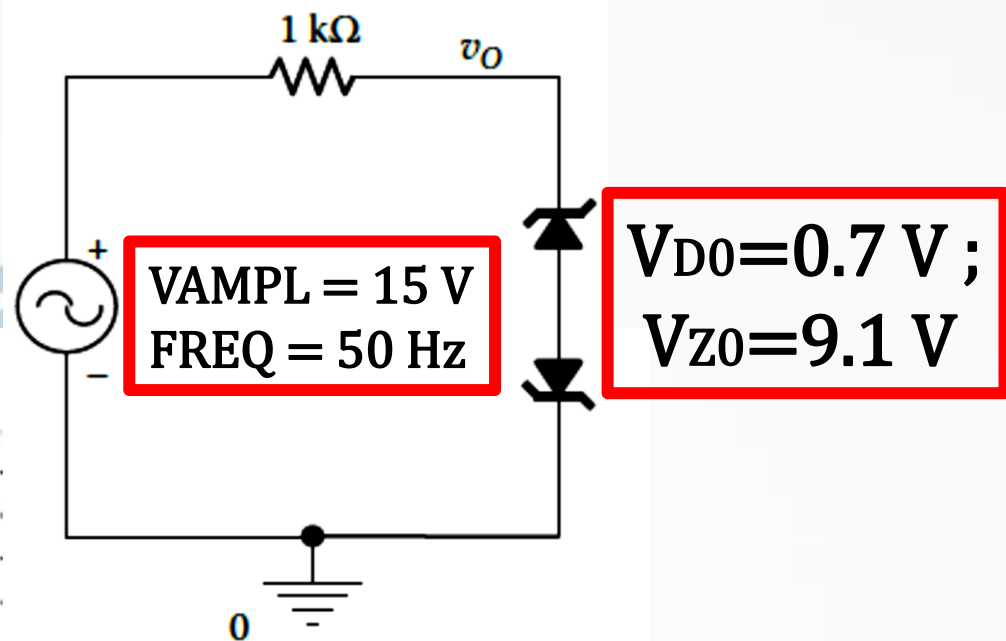 1 kΩ
vO
+
VAMPL = 15 V
FREQ = 50 Hz
–
VD0=0.7 V ;
VZ0=9.1 V
0